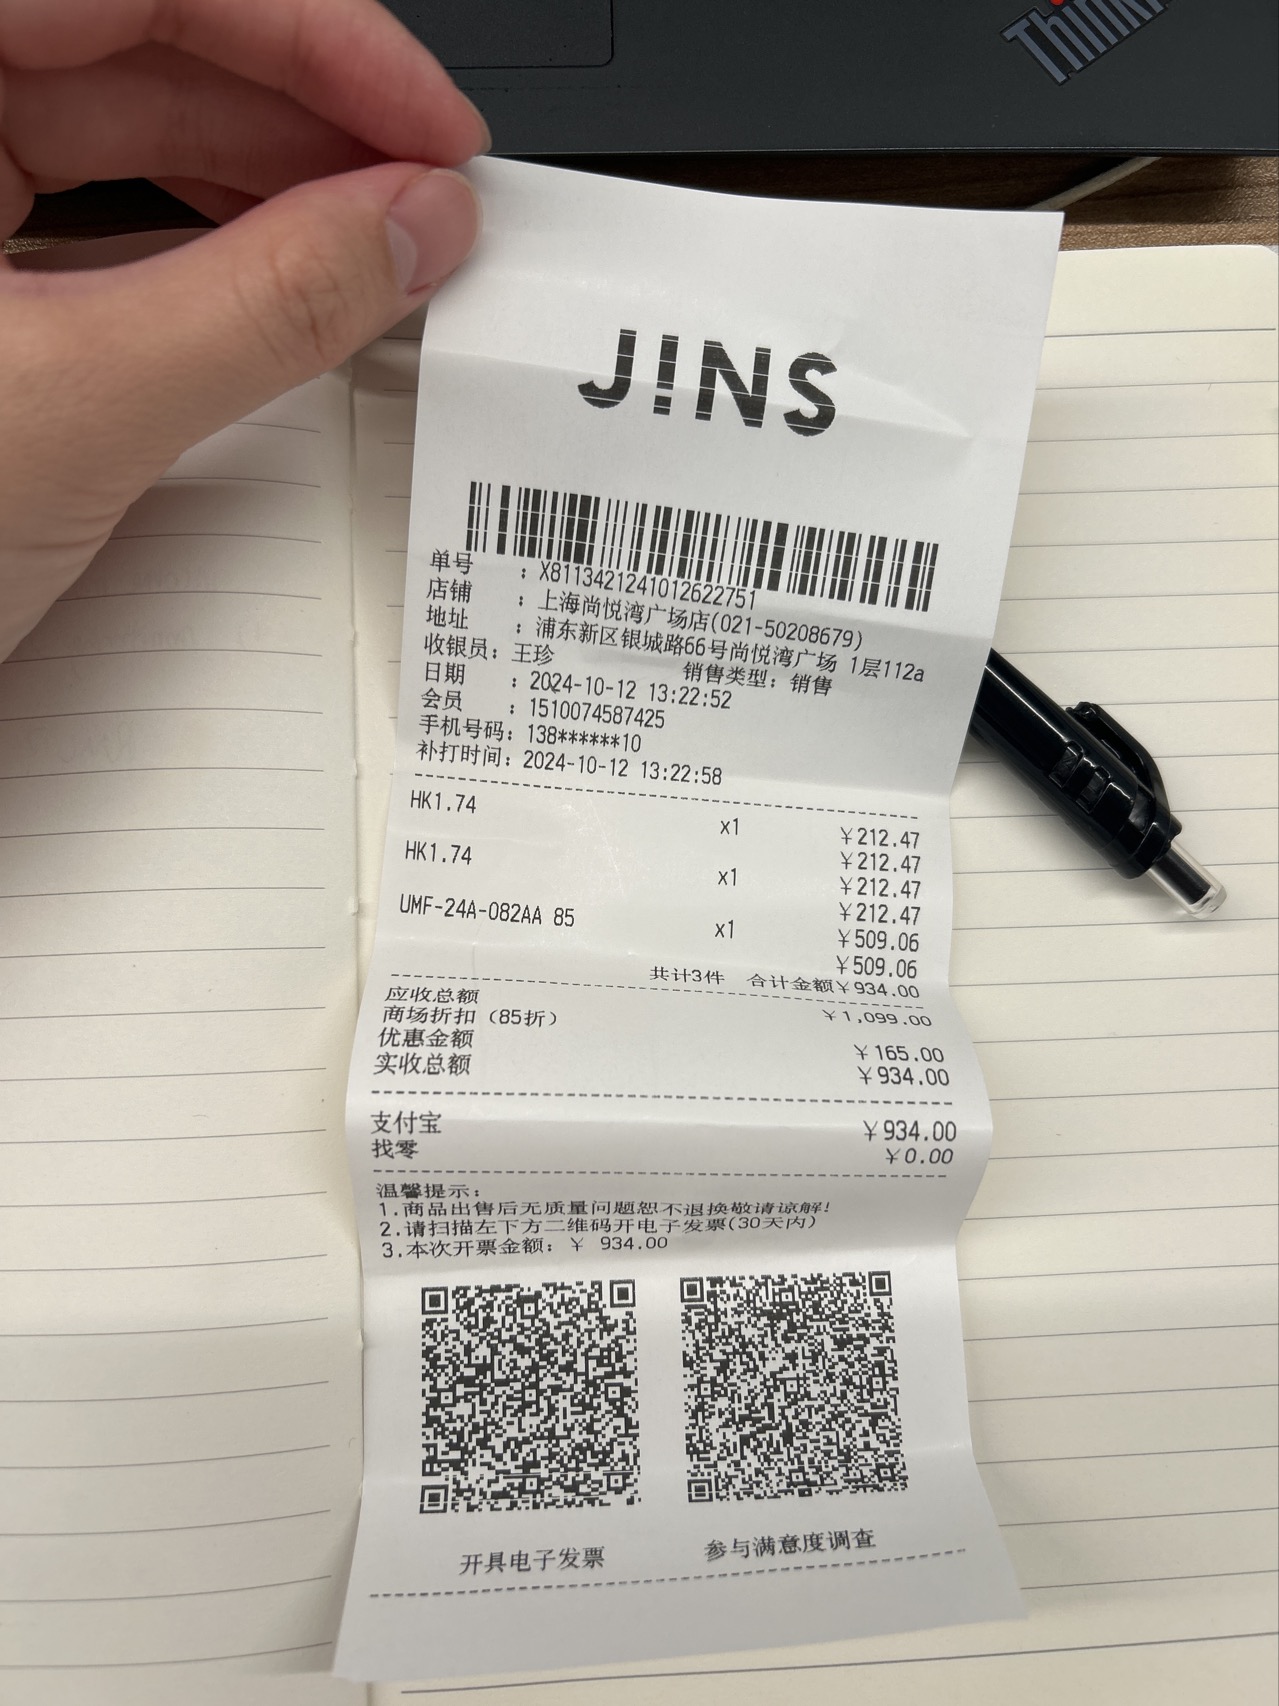 Thin
JINS
单号 : X81134212410126 22751
店铺 : 上海尚悦湾广场店(021-50208679)
地址 : 浦东新区银城路66号尚悦湾广场 1层112a
收银员: 王珍 销售类型: 销售
日期 : 2024-10-12 13:22:52
会员 : 1510074587425
手机号码: 138******10
补打时间: 2024-10-12 13:22:58
HK1.74
x1 ¥212.47
¥212.47
HK1.74
x1 ¥212.47
¥212.47
UMF-24A-082AA 85
x1 ¥509.06
¥509.06
共计3件 合计金额¥934.00
应收总额 ¥1,099.00
商场折扣（85折）
优惠金额 ¥165.00
实收总额 ¥934.00
支付宝 ¥934.00
找零 ¥0.00
温馨提示:
1.商品出售后无质量问题恕不退换敬请谅解!
2.请扫描左下方二维码开电子发票(30天内)
3.本次开票金额: ¥ 934.00
开具电子发票 参与满意度调查